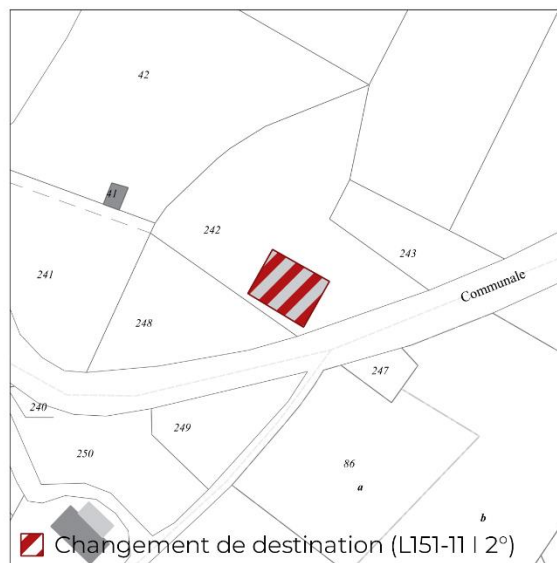 42
41
242
243
241
Communale
248
247
240
249
250
86
a
b
Changement de destination (L151-11 I 2°)